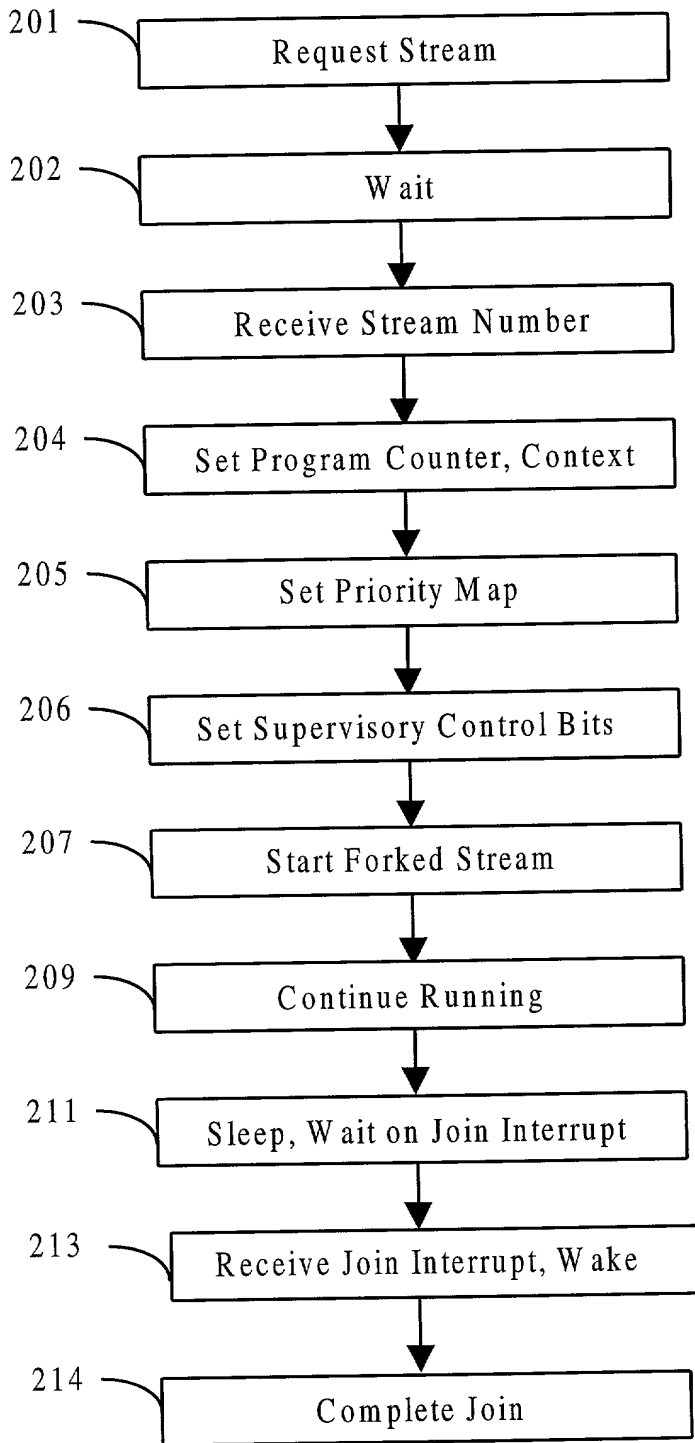 201
Request Stream
202
Wait
203
Receive Stream Number
204
Set Program Counter, Context
205
Set Priority Map
206
Set Supervisory Control Bits
207
Start Forked Stream
209
Continue Running
211
Sleep, Wait on Join Interrupt
213
Receive Join Interrupt, Wake
214
Complete Join